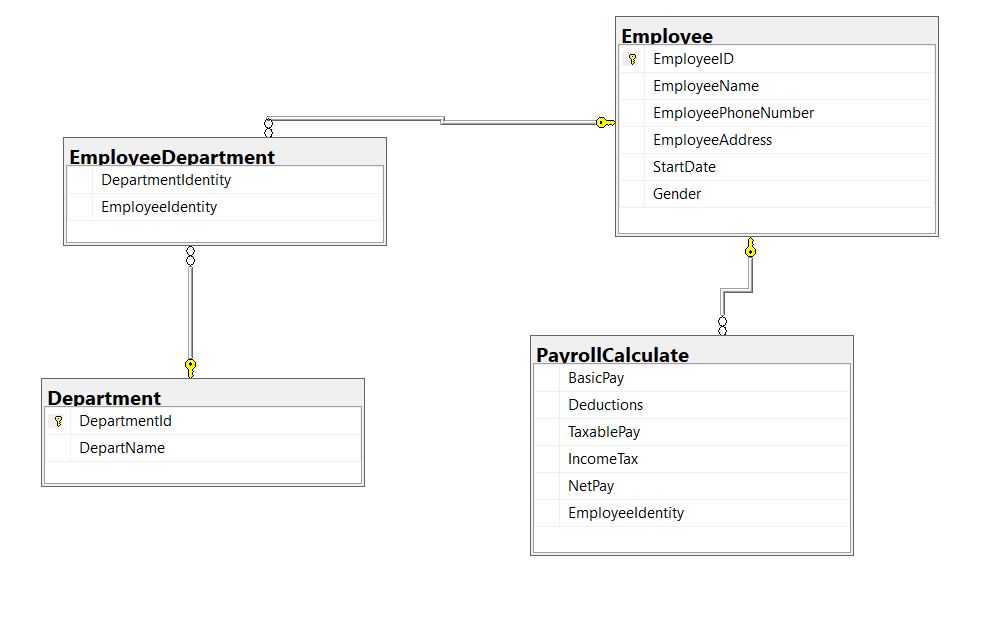 Employee
EmployeeID
EmployeeName
EmployeePhoneNumber
EmployeeAddress
StartDate
Gender
EmployeeDepartment
DepartmentIdentity
EmployeeIdentity
Department
DepartmentId
DepartName
PayrollCalculate
BasicPay
Deductions
TaxablePay
IncomeTax
NetPay
EmployeeIdentity